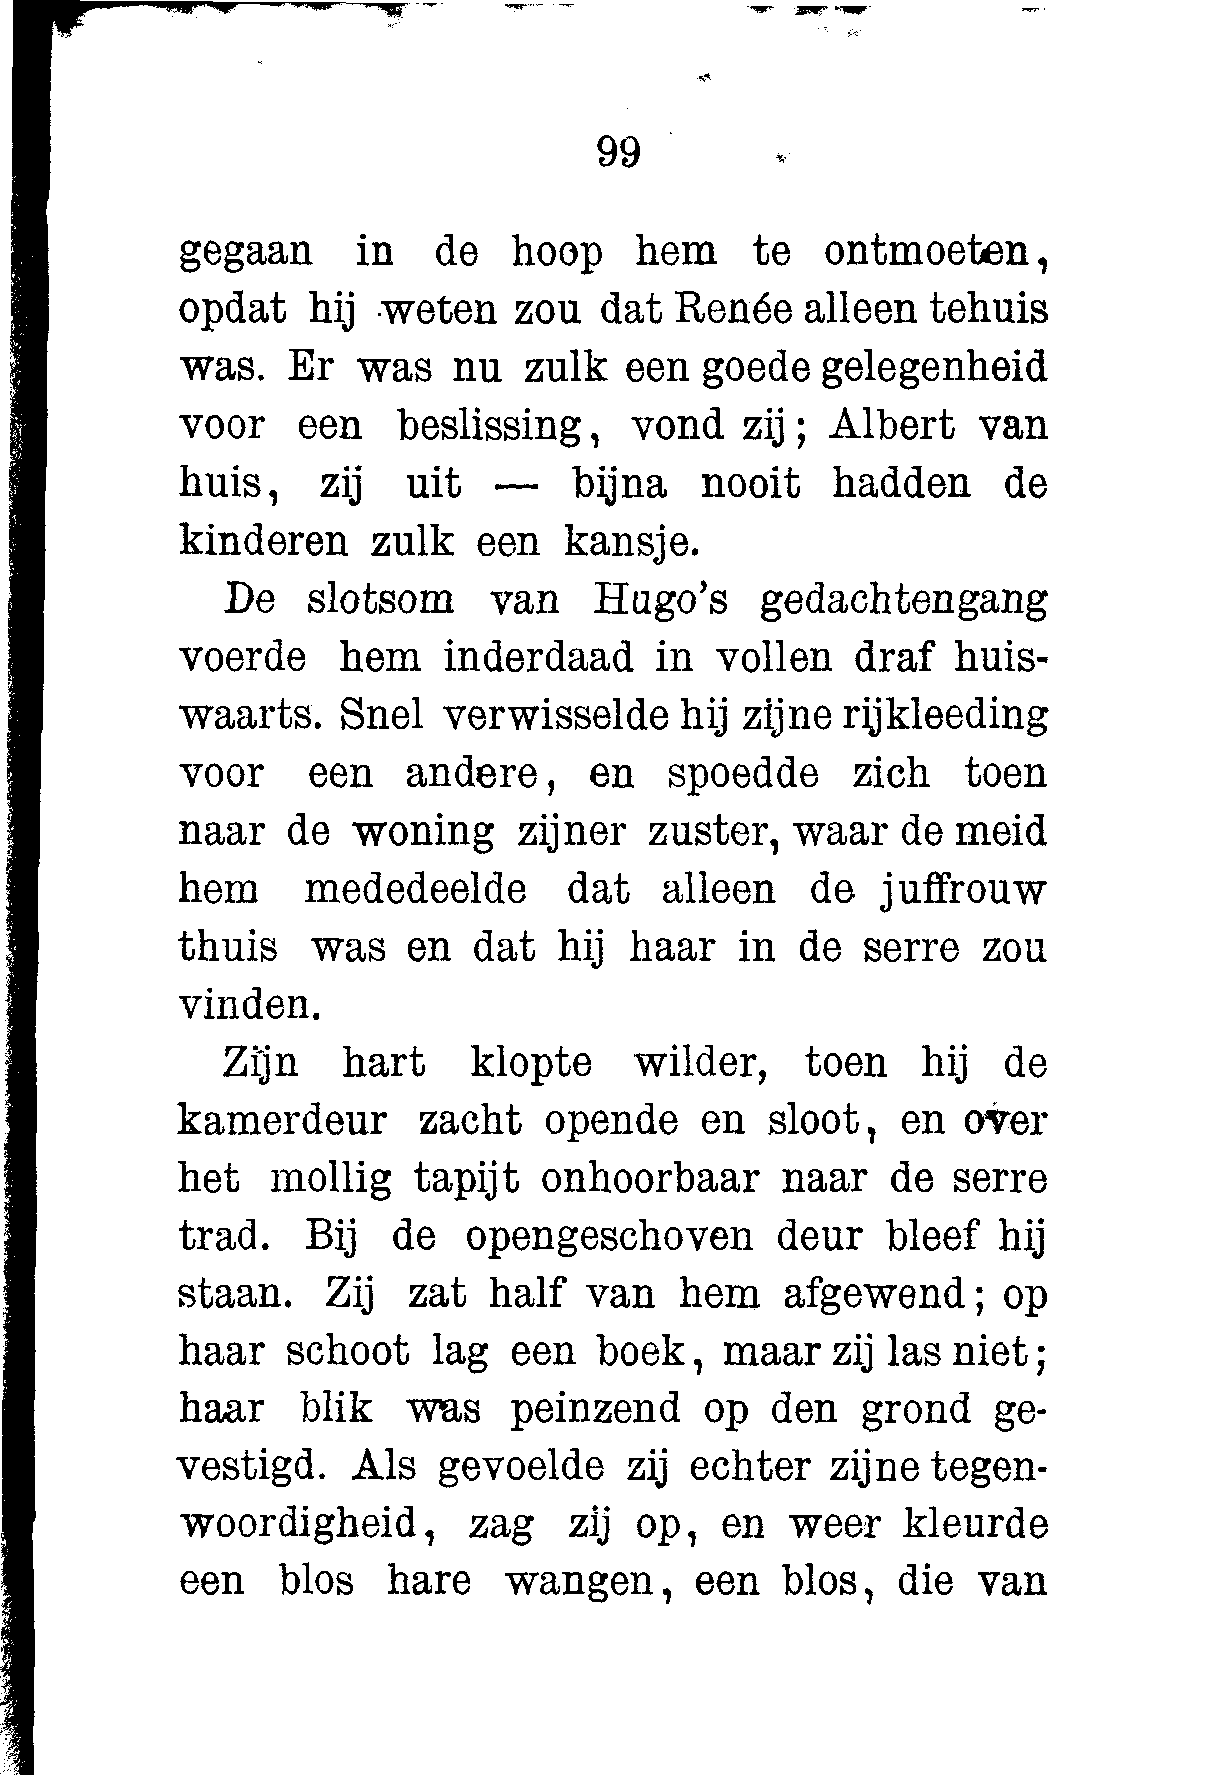 99
gegaan in de hoop hem te ontmoeten,
opdat hij weten zou dat Renée alleen tehuis
was. Er was nu zulk een goede gelegenheid
voor een beslissing, vond zij; Albert van
huis, zij uit — bijna nooit hadden de
kinderen zulk een kansje.
De slotsom van Hugo's gedachtengang
voerde hem inderdaad in vollen draf huis-
waarts. Snel verwisselde hij zijne rijkleeding
voor een andere, en spoedde zich toen
naar de woning zijner zuster, waar de meid
hem mededeelde dat alleen de juffrouw
thuis was en dat hij haar in de serre zou
vinden.
Zijn hart klopte wilder, toen hij de
kamerdeur zacht opende en sloot, en over
het mollig tapijt onhoorbaar naar de serre
trad. Bij de opengeschoven deur bleef hij
staan. Zij zat half van hem afgewend; op
haar schoot lag een boek, maar zij las niet;
haar blik was peinzend op den grond ge-
vestigd. Als gevoelde zij echter zijne tegen-
woordigheid, zag zij op, en weer kleurde
een blos hare wangen, een blos, die van